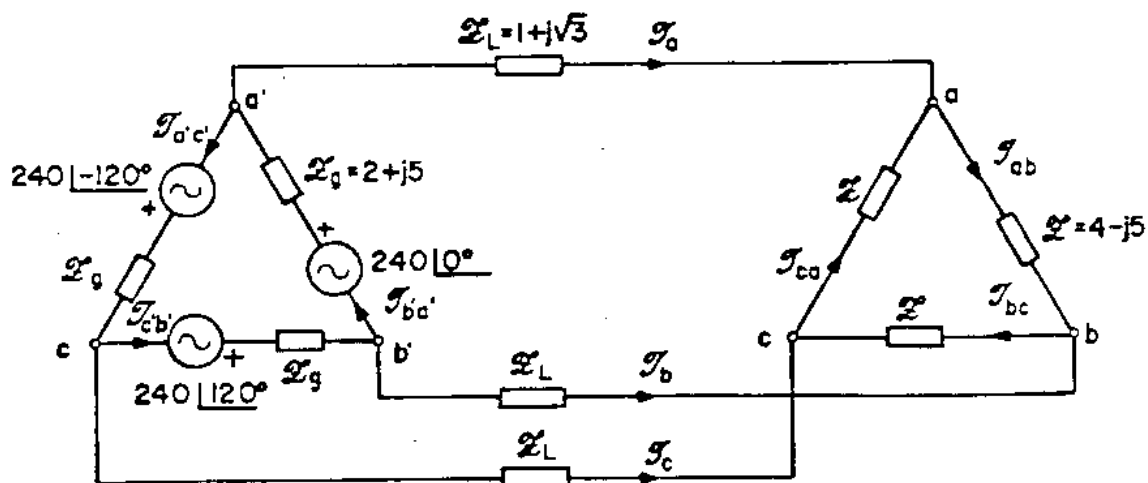 𝒵L=1+j√3
ℐa
a'
a
ℐa'c'
240 |-120°
+
𝒵g=2+j5
ℐab
𝒵
𝒵=4-j5
+
240 |0°
𝒵g
ℐca
ℐc'b'
ℐb'a'
ℐbc
𝒵
c
b'
c
b
+
240 |120°
𝒵g
𝒵L
ℐb
𝒵L
ℐc